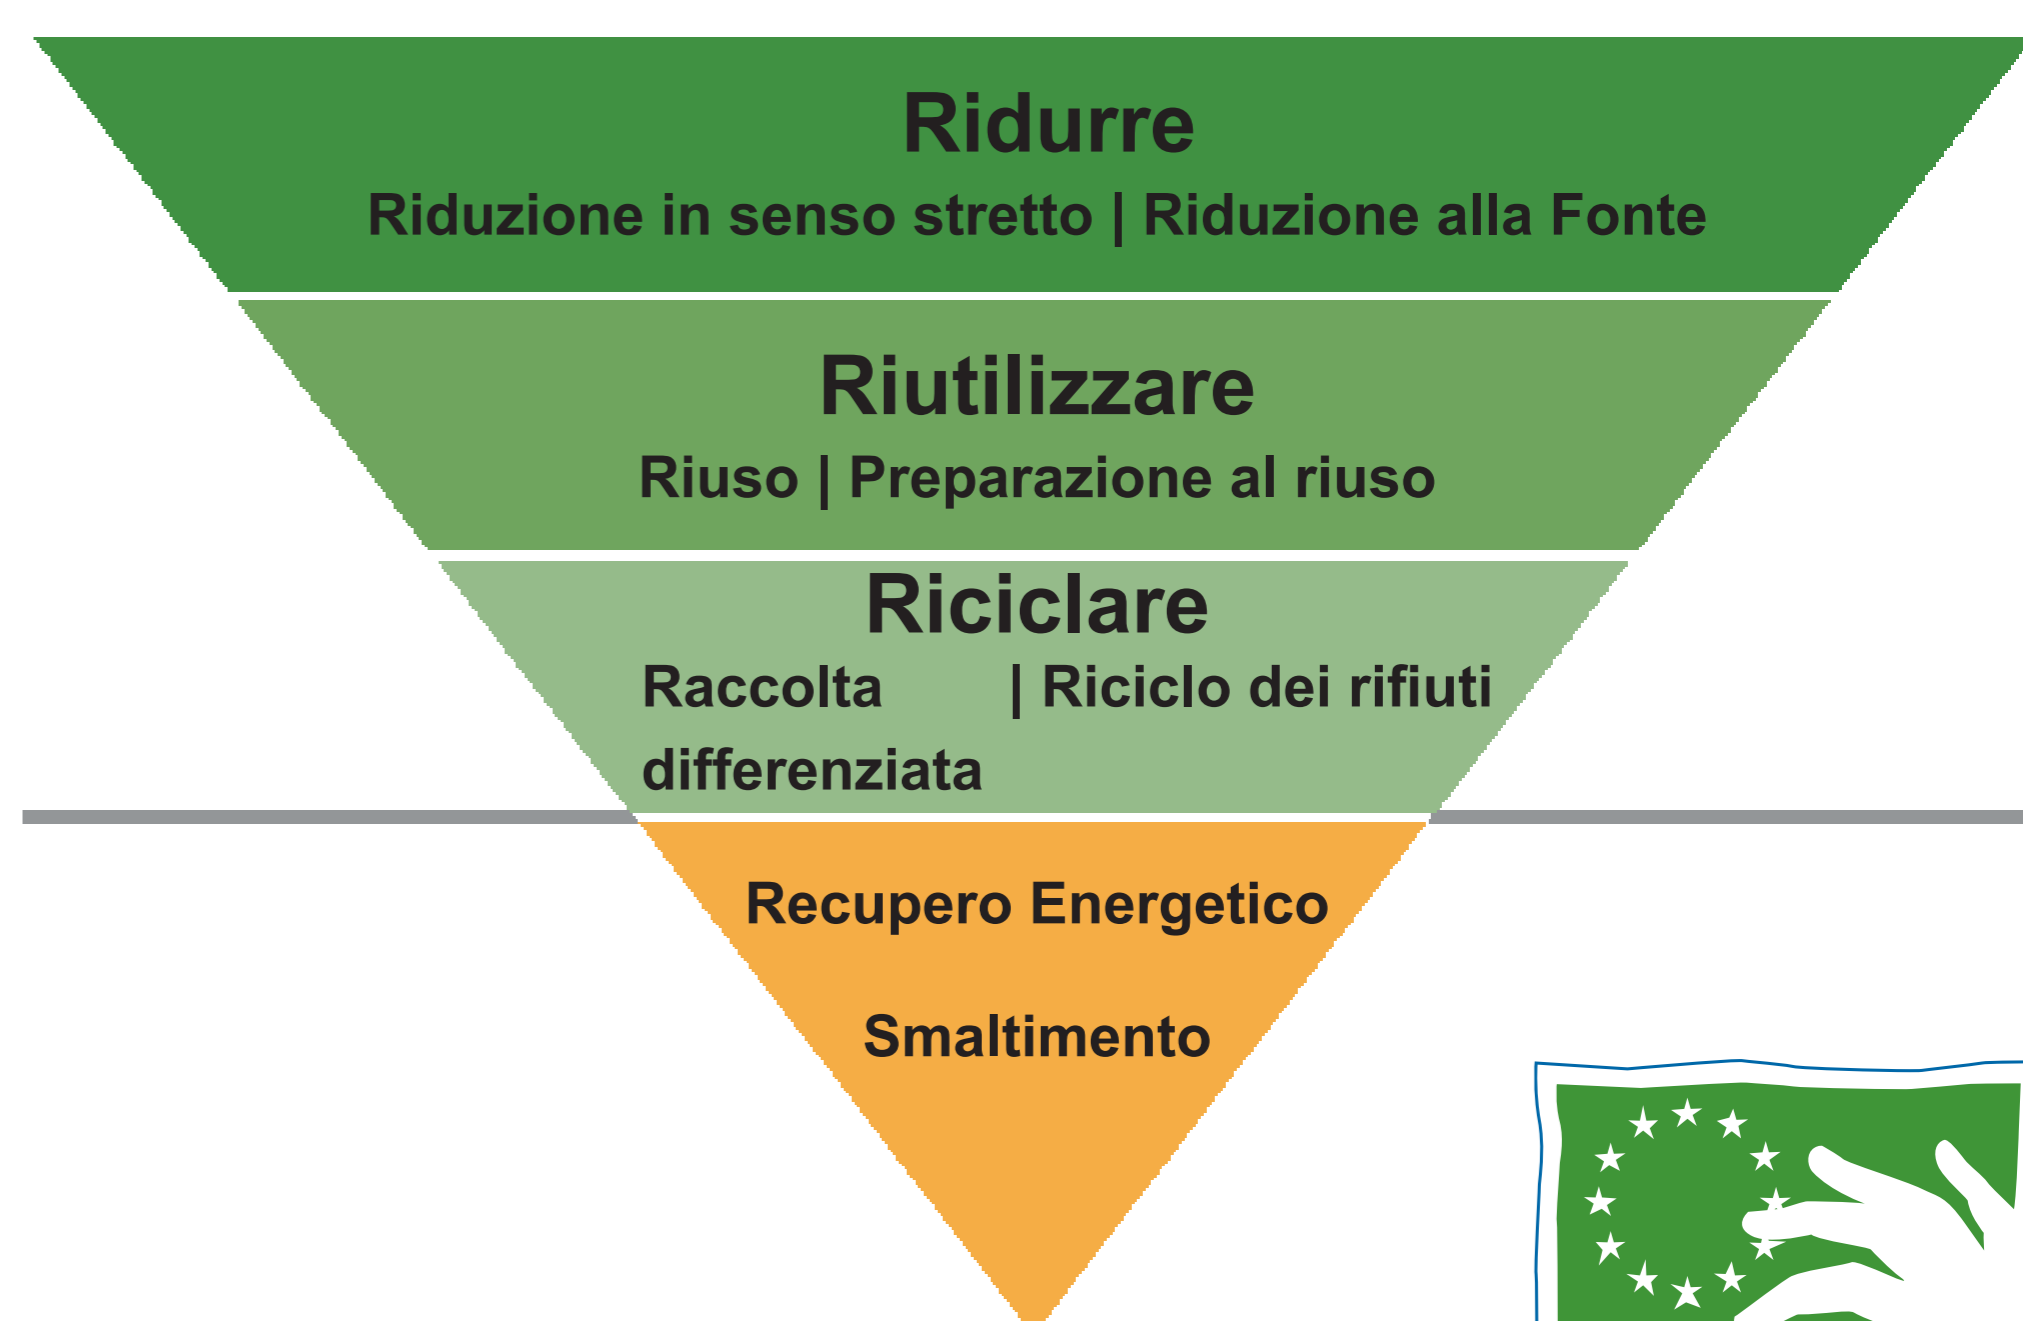 Ridurre
Riduzione in senso stretto | Riduzione alla Fonte
Riutilizzare
Riuso | Preparazione al riuso
Riciclare
Raccolta | Riciclo dei rifiuti
differenziata
Recupero Energetico
Smaltimento